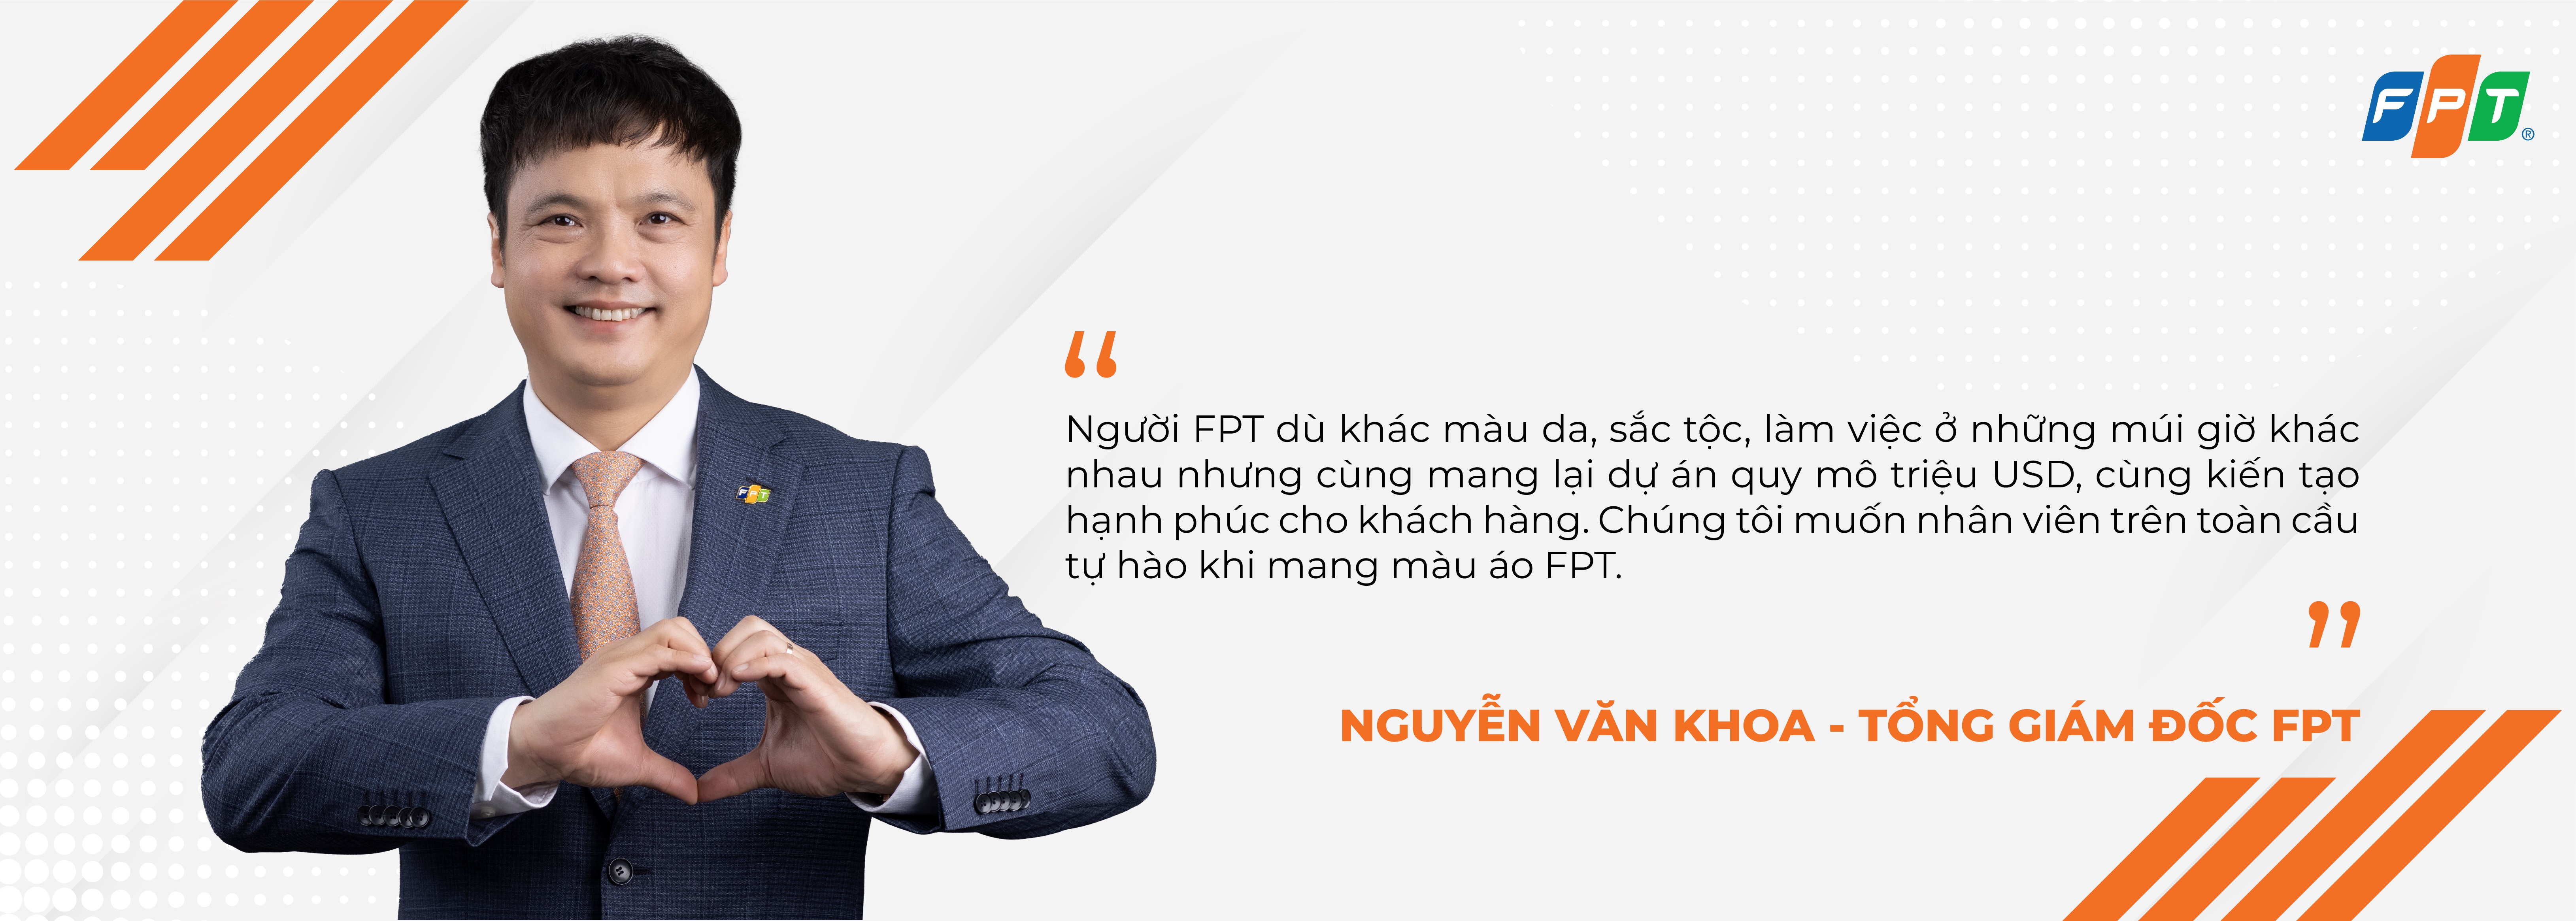 FPT®
“
Người FPT dù khác màu da, sắc tộc, làm việc ở những múi giờ khác
nhau nhưng cùng mang lại dự án quy mô triệu USD, cùng kiến tạo
hạnh phúc cho khách hàng. Chúng tôi muốn nhân viên trên toàn cầu
tự hào khi mang màu áo FPT.
”
FPT
NGUYỄN VĂN KHOA - TỔNG GIÁM ĐỐC FPT